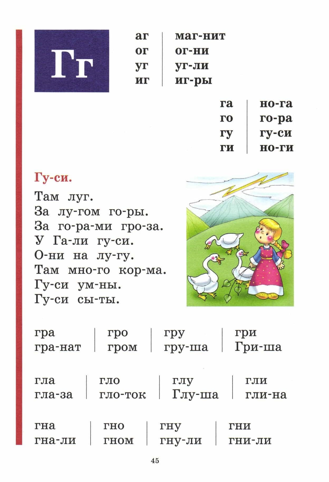 Гг
аг маг-нит
ог ог-ни
уг уг-ли
иг иг-ры
га но-га
го го-ра
гу гу-си
ги но-ги
Гу-си.
Там луг.
За лу-гом го-ры.
За го-ра-ми гро-за.
У Га-ли гу-си.
О-ни на лу-гу.
Там мно-го кор-ма.
Гу-си ум-ны.
Гу-си сы-ты.
гра гро гру гри
гра-нат гром гру-ша Гри-ша
гла гло глу гли
гла-за гло-ток Глу-ша гли-на
гна гно гну гни
гна-ли гном гну-ли гни-ли
45